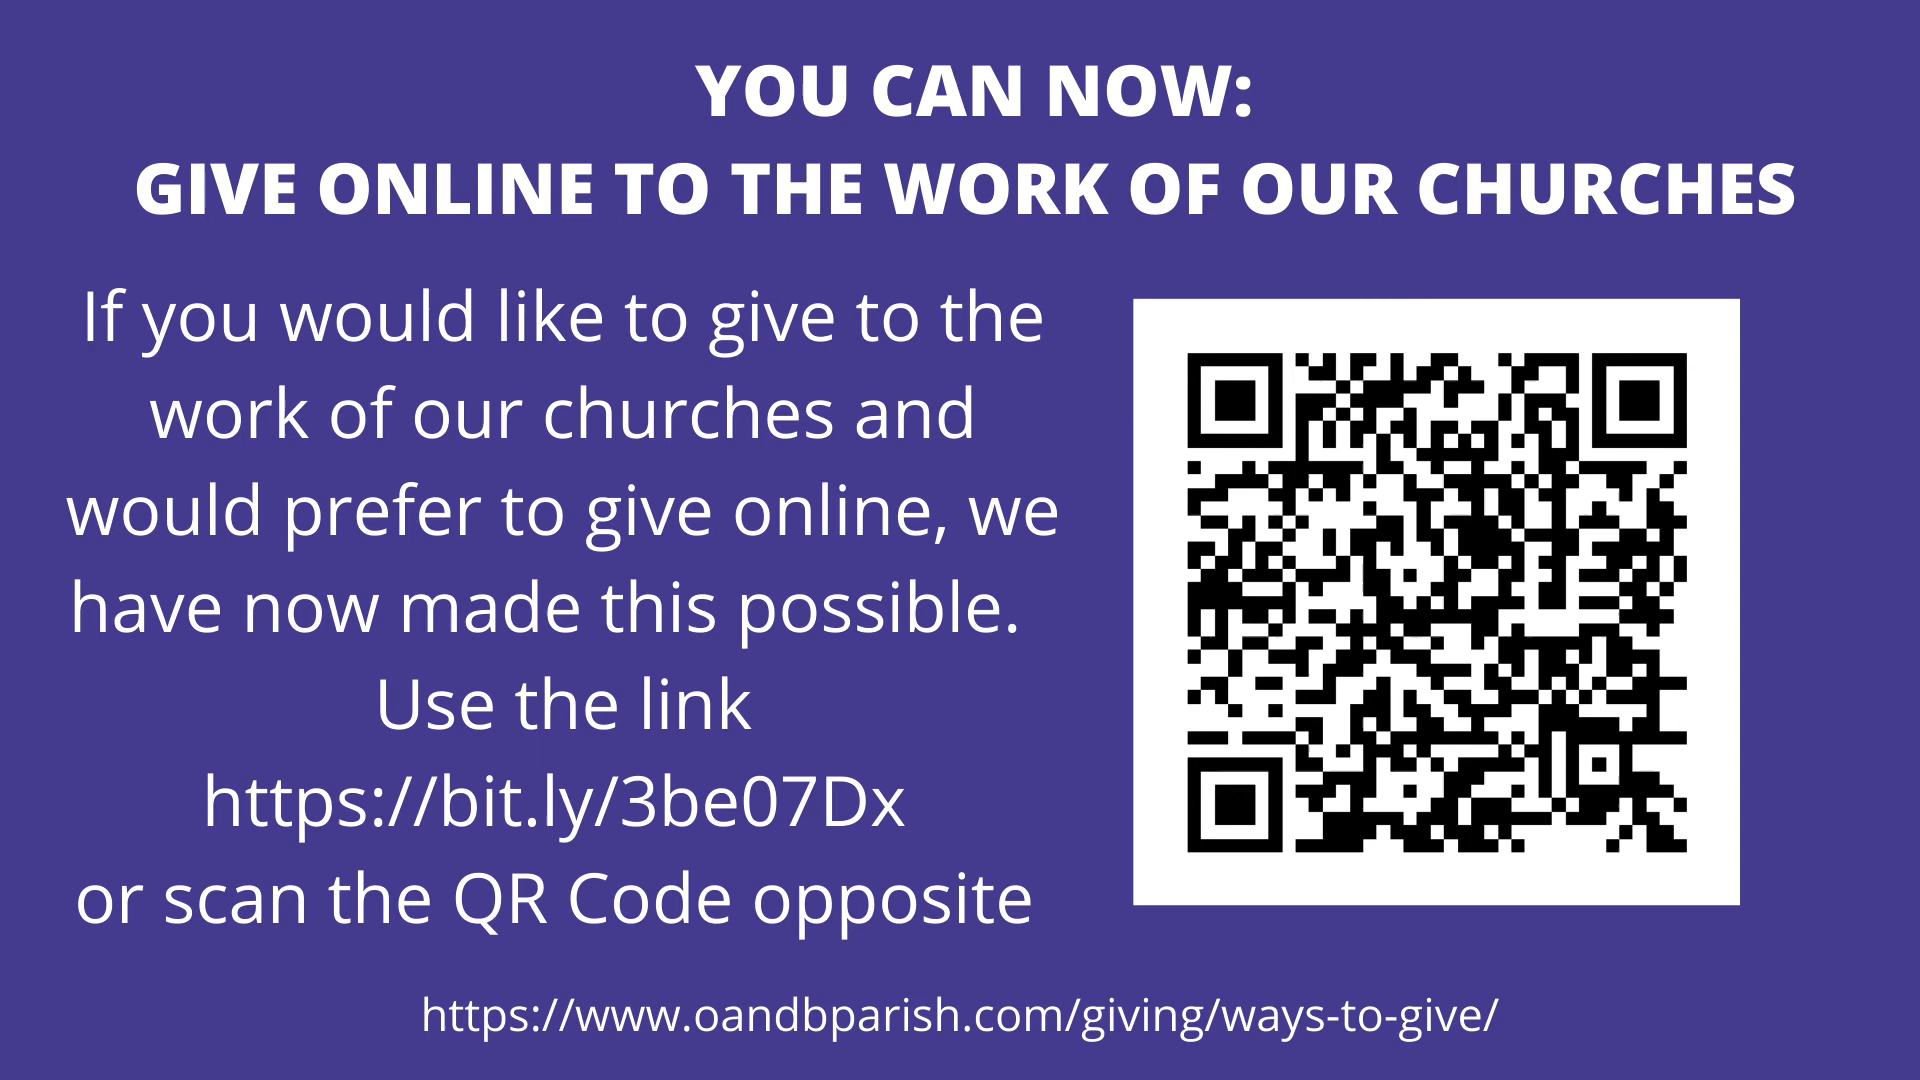 YOU CAN NOW:
GIVE ONLINE TO THE WORK OF OUR CHURCHES
If you would like to give to the
work of our churches and
would prefer to give online, we
have now made this possible.
Use the link
https://bit.ly/3be07Dx
or scan the QR Code opposite
https://www.oandbparish.com/giving/ways-to-give/